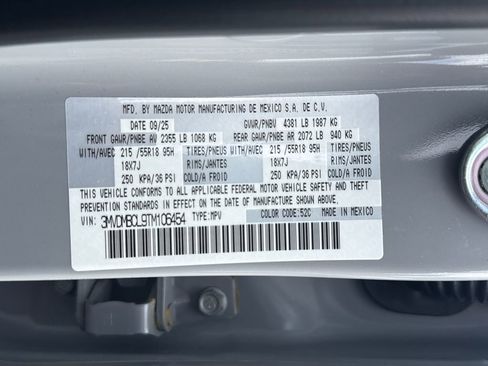 MFD. BY MAZDA MOTOR MANUFACTURING DE MEXICO S.A. DE C.V.
DATE 09/25 GVWR/PNBV 4381 LB 1987 KG
FRONT GAWR/PNBE AV 2355 LB 1068 KG REAR GAWR/PNBE AR 2072 LB 940 KG
WITH/AVEC 215 /55R18 95H TIRES/PNEUS WITH/AVEC 215 /55R18 95H TIRES/PNEUS
18X7J RIMS/JANTES 18X7J RIMS/JANTES
250 KPA/36 PSI COLD/A FROID 250 KPA/36 PSI COLD/A FROID
THIS VEHICLE CONFORMS TO ALL APPLICABLE FEDERAL MOTOR VEHICLE SAFETY AND THEFT
PREVENTION STANDARDS IN EFFECT ON THE DATE OF MANUFACTURE SHOWN ABOVE.
VIN: 3MVDMBCL9TM106454 TYPE:MPV COLOR CODE:52C MADE IN MEXICO